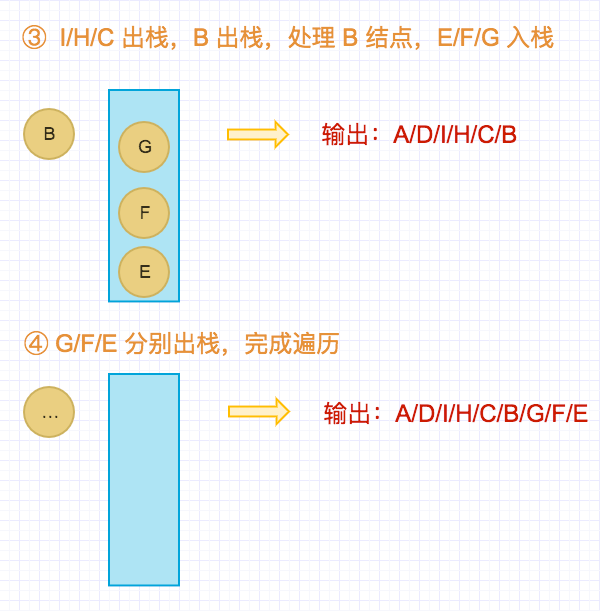 ③ I/H/C 出栈，B 出栈，处理 B 结点，E/F/G 入栈
B
G
输出：A/D/I/H/C/B
F
E
④ G/F/E 分别出栈，完成遍历
...
输出：A/D/I/H/C/B/G/F/E